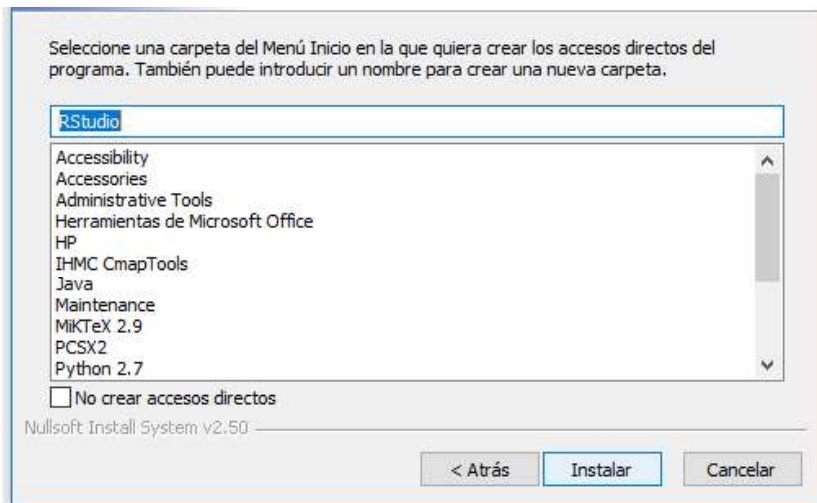 Seleccione una carpeta del Menú Inicio en la que quiera crear los accesos directos del
programa. También puede introducir un nombre para crear una nueva carpeta.
RStudio
Accessibility
Accessories
Administrative Tools
Herramientas de Microsoft Office
HP
IHMC CmapTools
Java
Maintenance
MiKTeX 2.9
PCSX2
Python 2.7
No crear accesos directos
Nullsoft Install System v2.50
< Atrás
Instalar
Cancelar